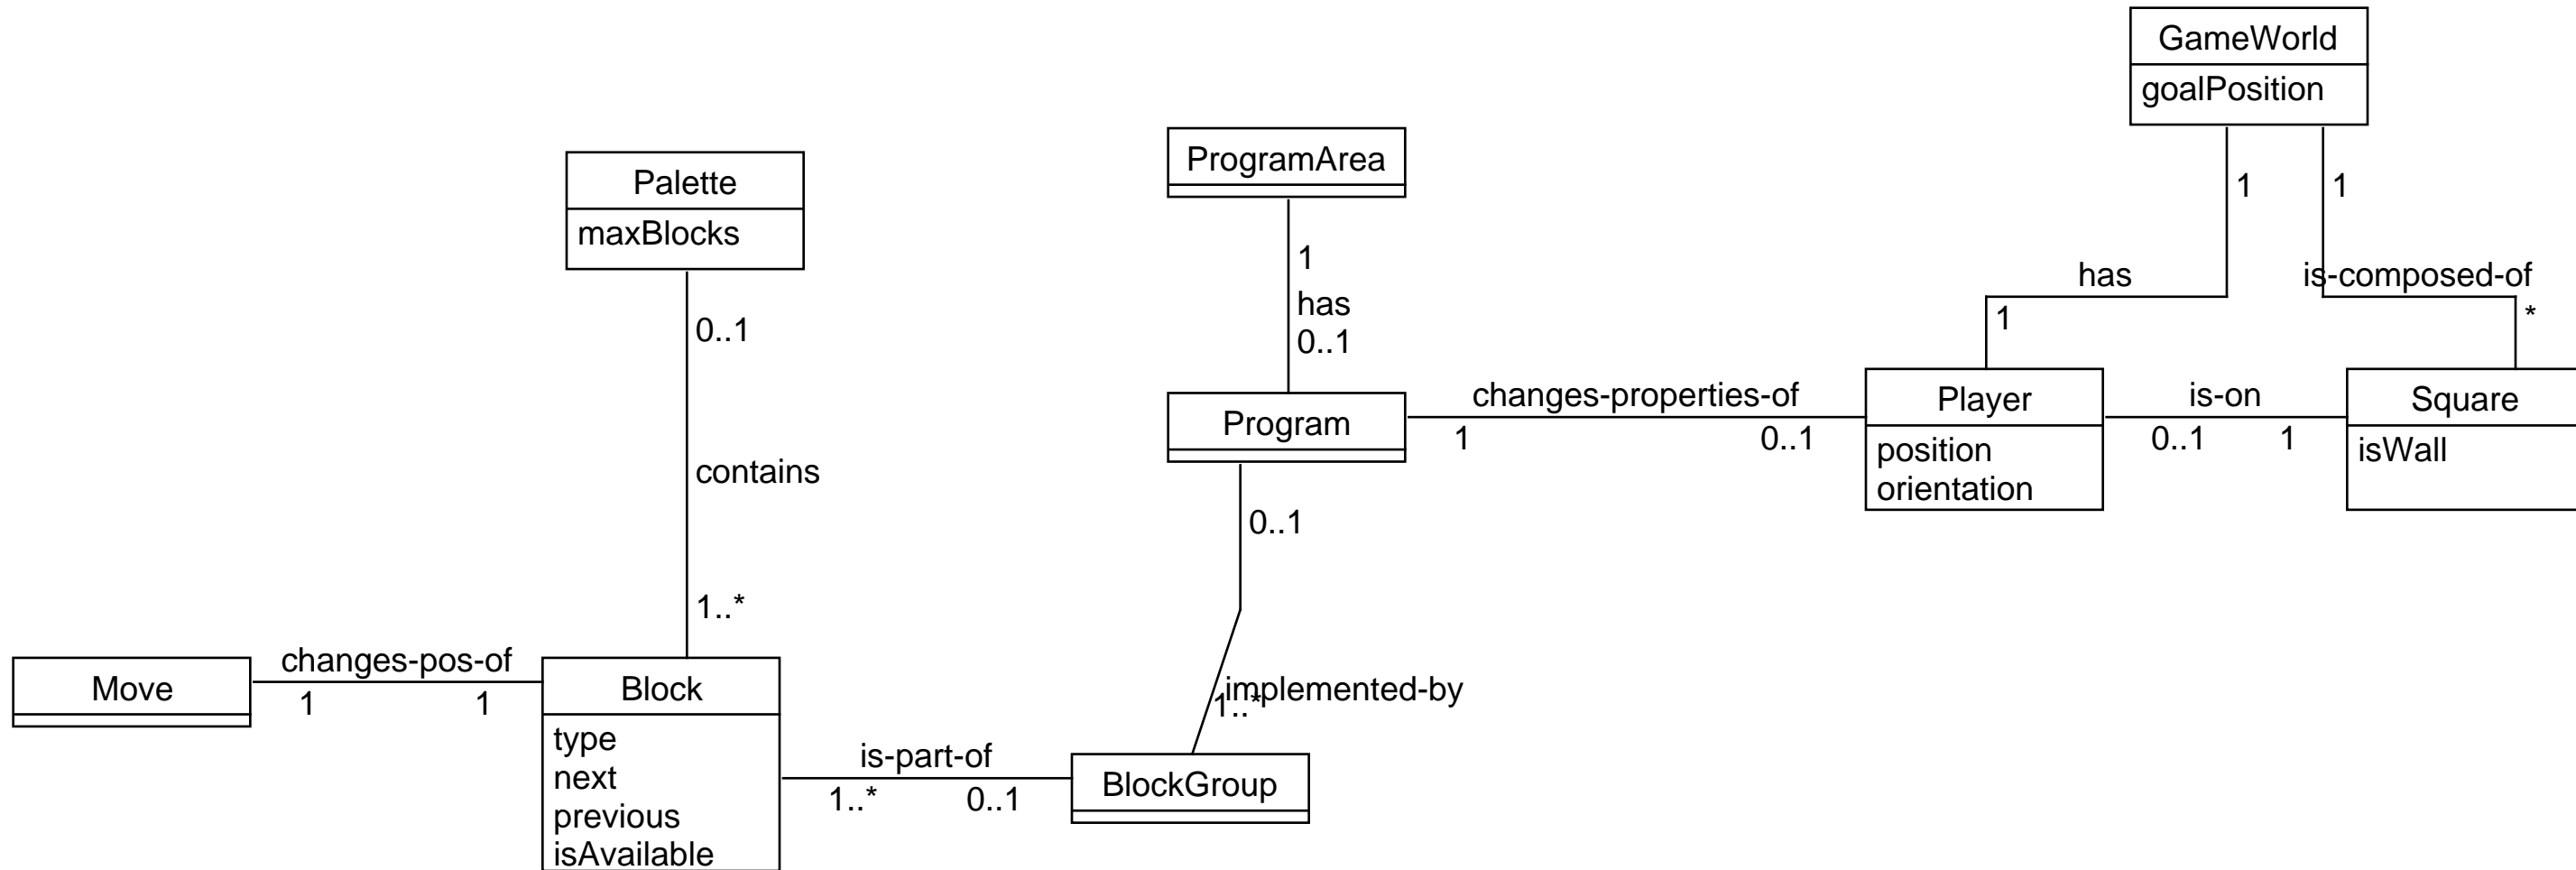 GameWorld
goalPosition
ProgramArea
Palette
maxBlocks
1
1
1
has
0..1
has
is-composed-of
1
*
0..1
Program
changes-properties-of
1
0..1
Player
position
orientation
is-on
0..1
1
Square
isWall
contains
0..1
1..*
implemented-by
1..*
Move
changes-pos-of
1
1
Block
type
next
previous
isAvailable
is-part-of
1..*
0..1
BlockGroup